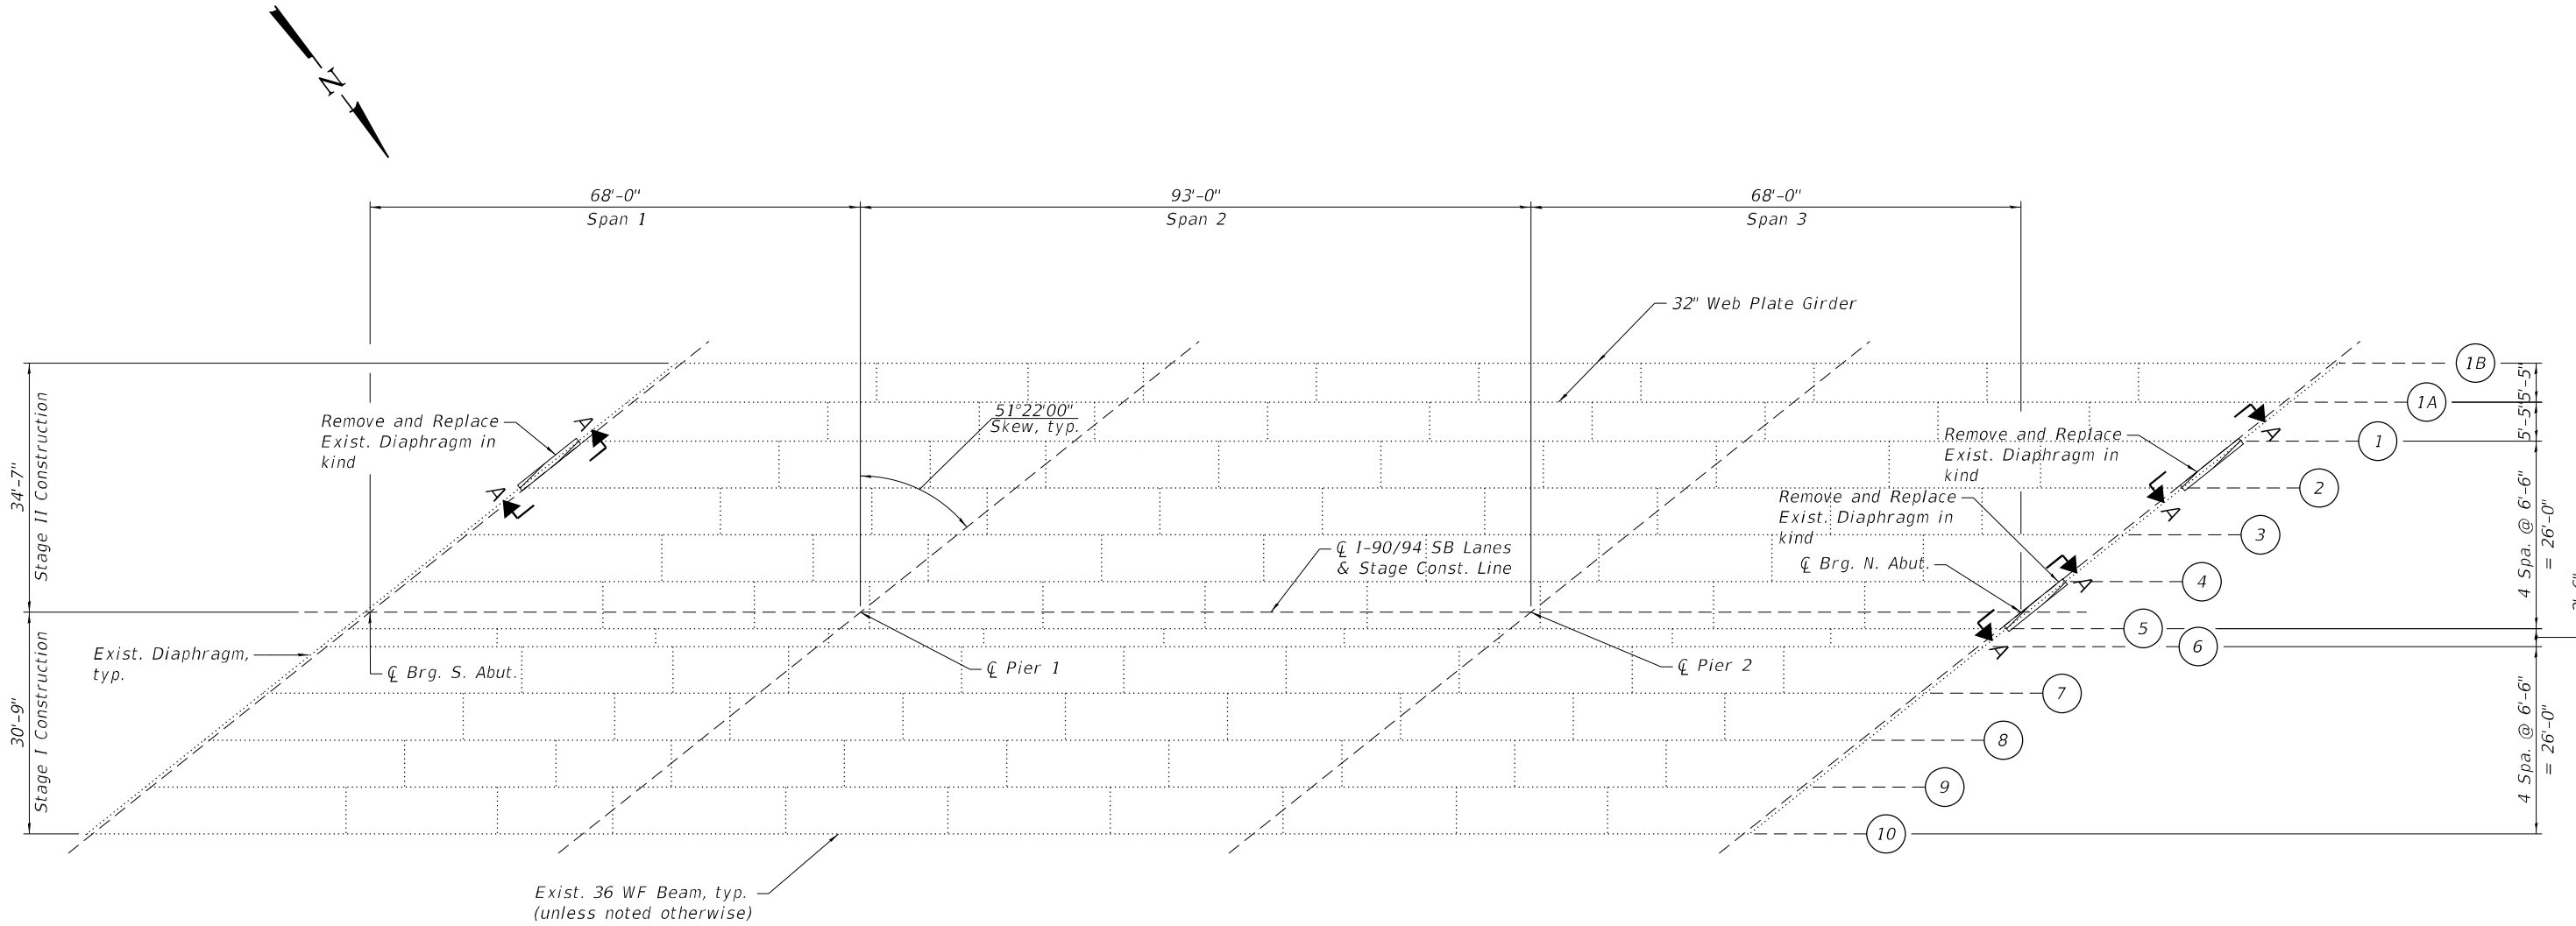 N
68'-0"
Span 1
93'-0"
Span 2
68'-0"
Span 3
32" Web Plate Girder
1B
5'-5"
1A
5'-5"
1
51°22'00"
Skew, typ.
Remove and Replace
Exist. Diaphragm in
kind
A
A
Remove and Replace
Exist. Diaphragm in
kind
A
A
2
Remove and Replace
Exist. Diaphragm in
kind
A
A
3
34'-7"
Stage II Construction
℄ I-90/94 SB Lanes
& Stage Const. Line
℄ Brg. N. Abut.
4
4 Spa. @ 6'-6"
= 26'-0"
5
6
Exist. Diaphragm,
typ.
℄ Brg. S. Abut.
℄ Pier 1
℄ Pier 2
30'-9"
Stage I Construction
7
8
4 Spa. @ 6'-6"
= 26'-0"
9
10
Exist. 36 WF Beam, typ.
(unless noted otherwise)